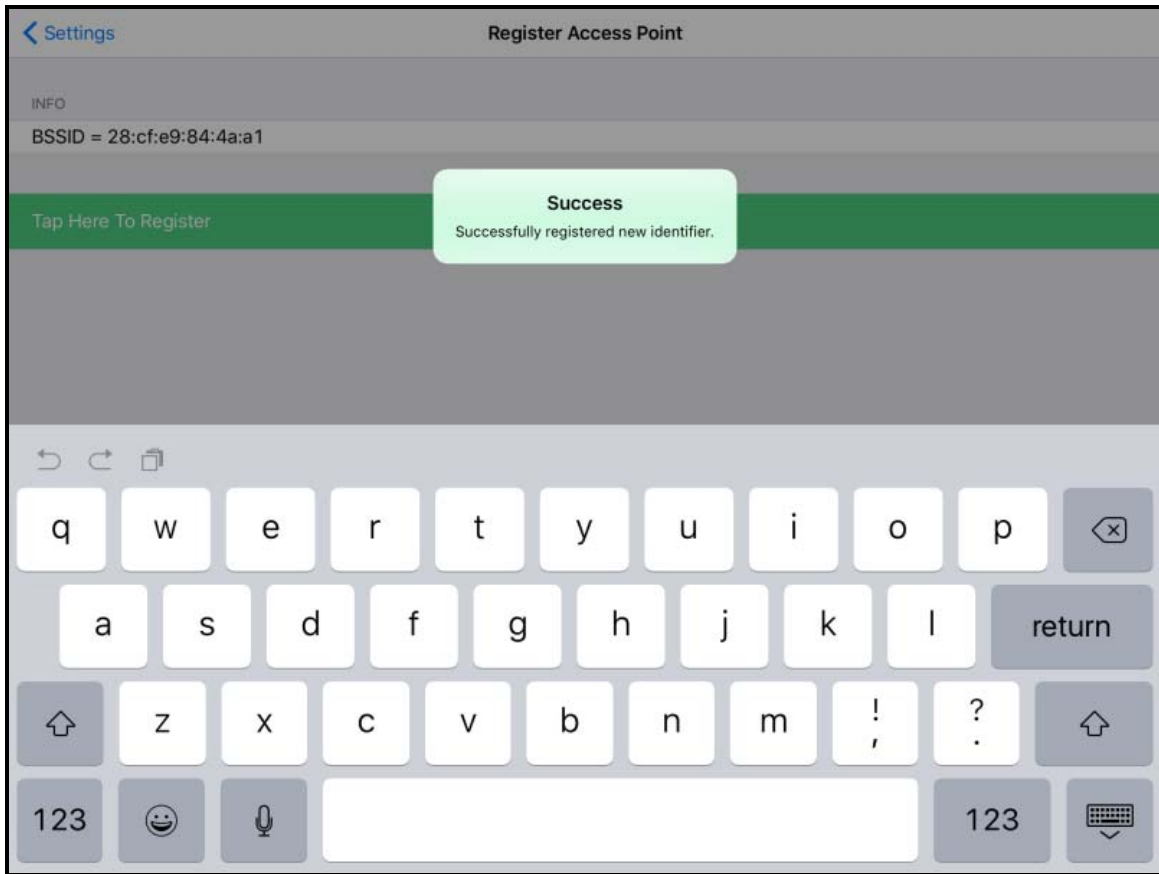 Settings
Register Access Point
INFO
BSSID = 28:cf:e9:84:4a:a1
Success
Tap Here To Register
Successfully registered new identifier.
q w e r t y u i o p
a s d f g h j k l return
z x c v b n m ! , ? .
123 123